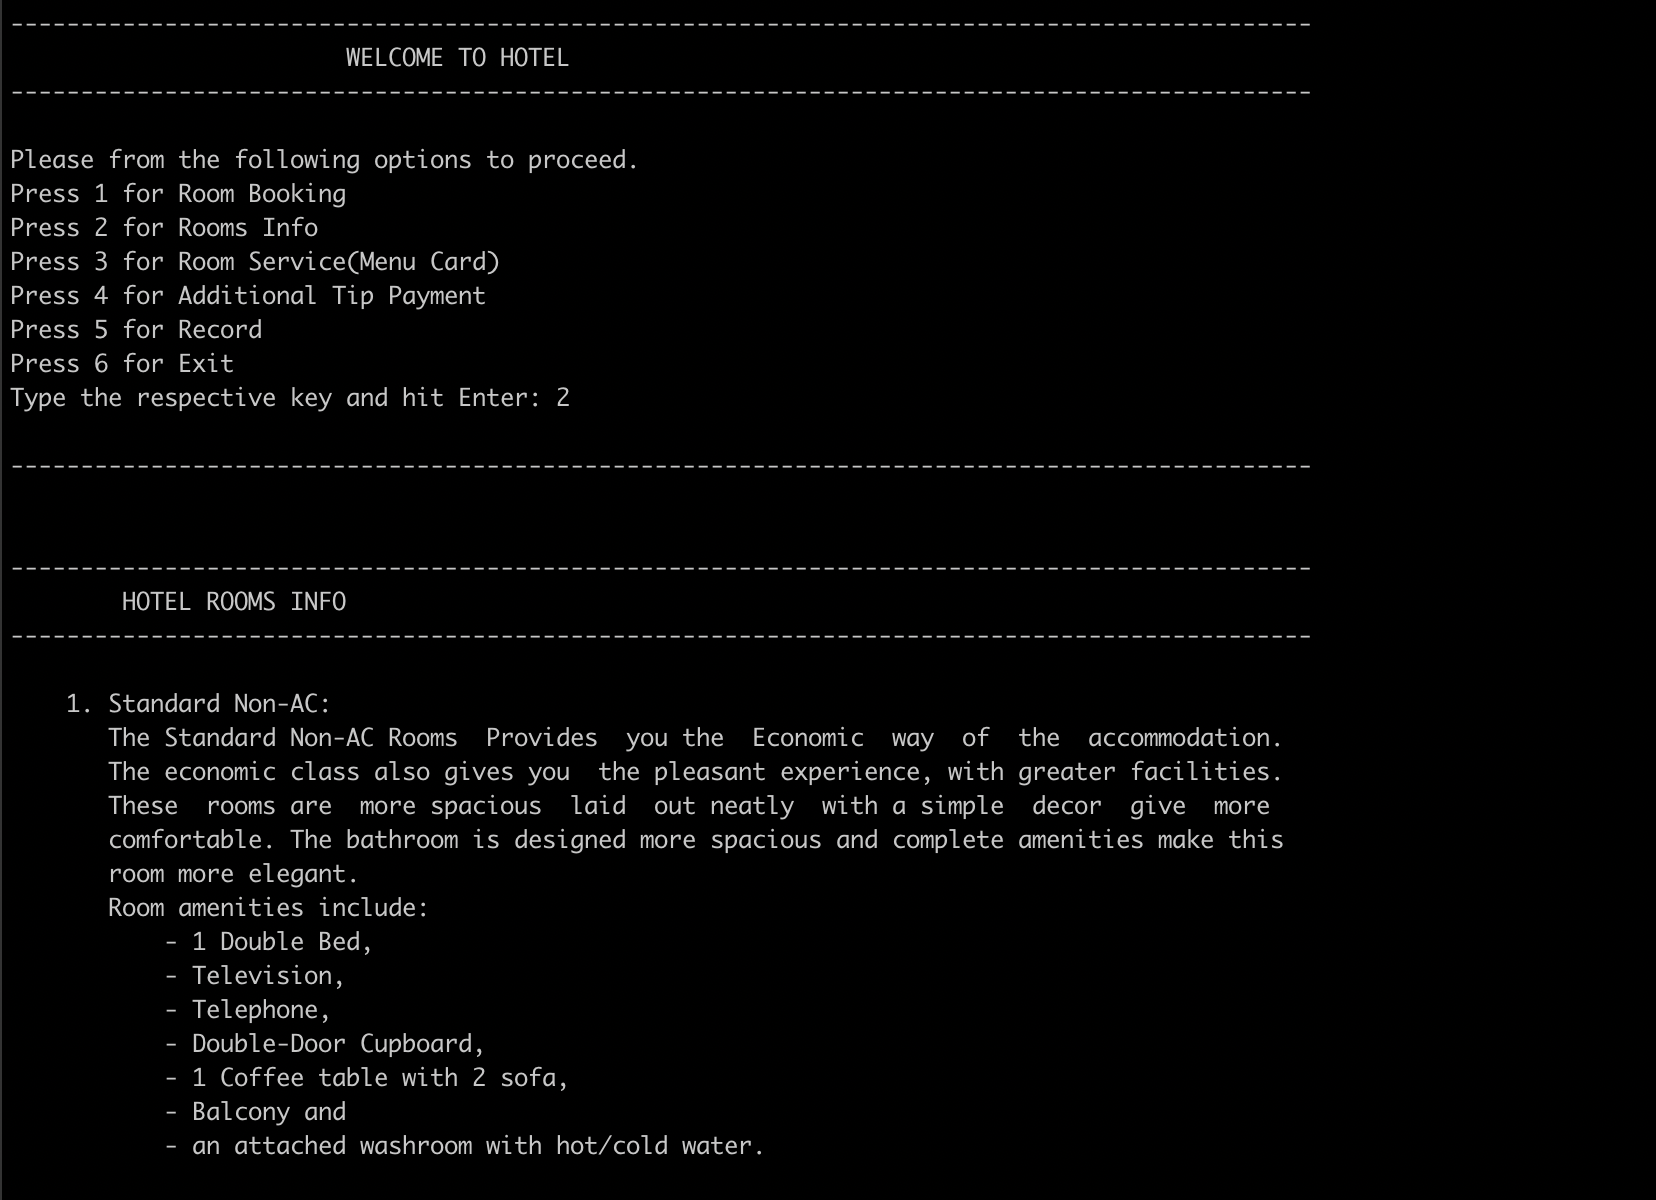 ---------------------------------------------------------------------------------------------
                        WELCOME TO HOTEL
---------------------------------------------------------------------------------------------

Please from the following options to proceed.
Press 1 for Room Booking
Press 2 for Rooms Info
Press 3 for Room Service(Menu Card)
Press 4 for Additional Tip Payment
Press 5 for Record
Press 6 for Exit
Type the respective key and hit Enter: 2

---------------------------------------------------------------------------------------------


---------------------------------------------------------------------------------------------
        HOTEL ROOMS INFO
---------------------------------------------------------------------------------------------

    1. Standard Non-AC:
       The Standard Non-AC Rooms  Provides  you the  Economic  way  of  the  accommodation.
       The economic class also gives you  the pleasant experience, with greater facilities.
       These  rooms are  more spacious  laid  out neatly  with a simple  decor  give  more
       comfortable. The bathroom is designed more spacious and complete amenities make this
       room more elegant.
       Room amenities include:
           - 1 Double Bed,
           - Television,
           - Telephone,
           - Double-Door Cupboard,
           - 1 Coffee table with 2 sofa,
           - Balcony and
           - an attached washroom with hot/cold water.